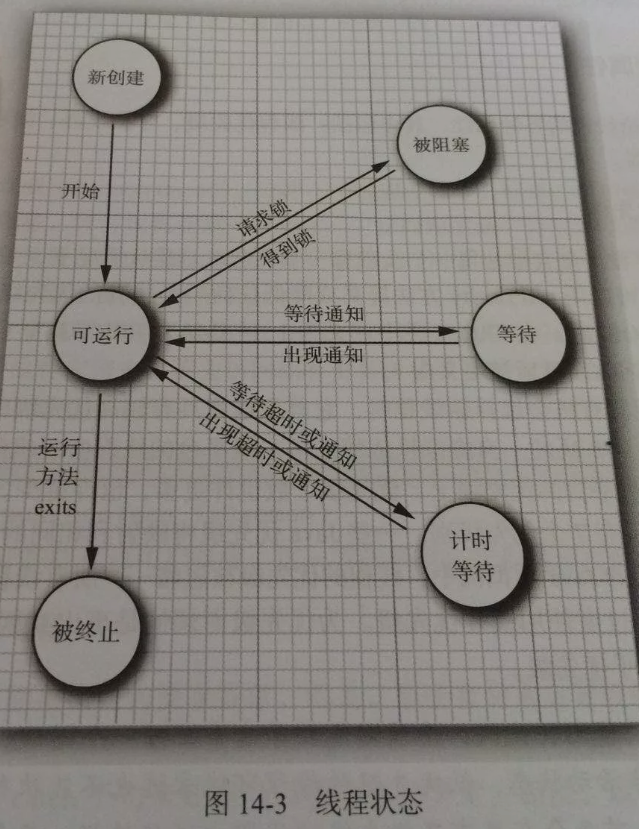 新创建
被阻塞
开始
请求锁
得到锁
等待通知
可运行
等待
出现通知
等待超时或通知
出现超时或通知
运行
方法
exits
计时
等待
被终止
图 14-3 线程状态